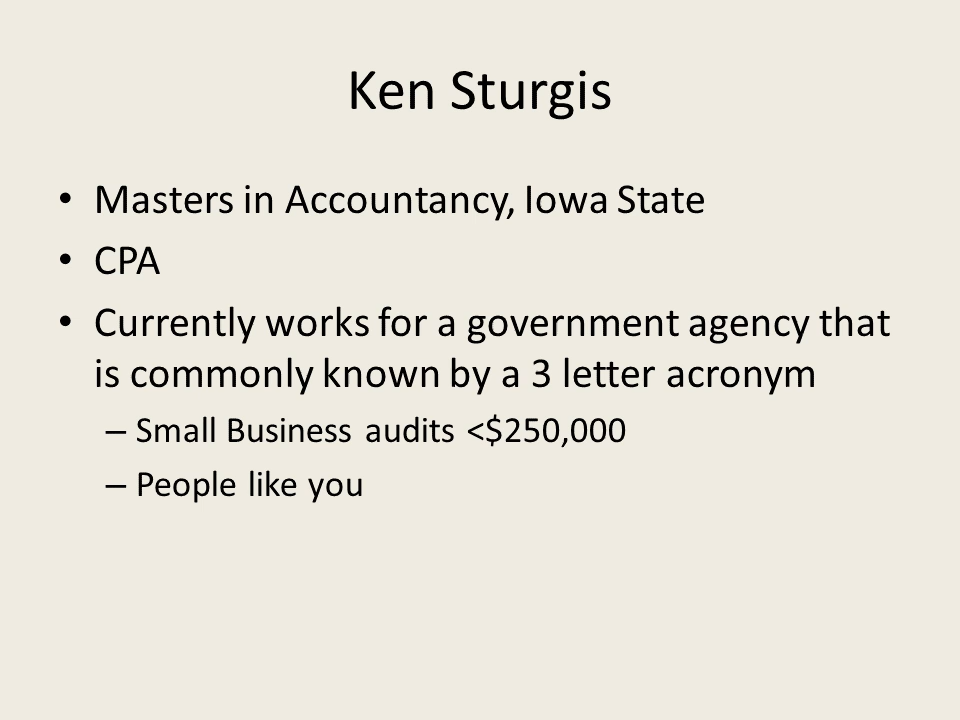 Ken Sturgis
• Masters in Accountancy, Iowa State
• CPA
• Currently works for a government agency that
is commonly known by a 3 letter acronym
– Small Business audits <$250,000
– People like you